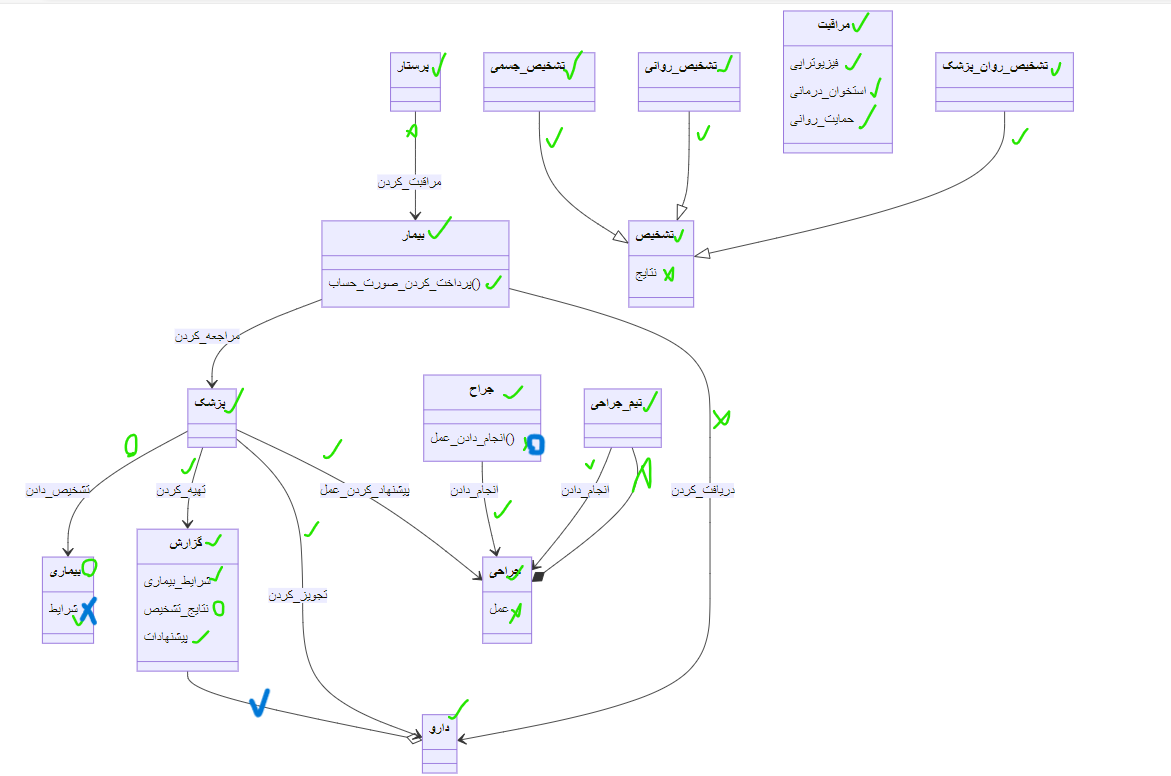 پرستار
تشخیص_جسمی
تشخیص_روانی
مراقبت
فیزیوتراپی
استخوان_درمانی
حمایت_روانی
تشخیص_روان_پزشک
مراقبت_کردن
بیمار
پرداخت_کردن_صورت_حساب()
تشخیص
نتایج
مراجعه_کردن
پزشک
جراح
انجام_دادن_عمل()
تیم_جراحی
تشخیص_دادن
تهیه_کردن
پیشنهاد_کردن_عمل
انجام_دادن
انجام_دادن
دریافت_کردن
بیماری
شرایط
گزارش
شرایط_بیماری
نتایج_تشخیص
پیشنهادات
تجویز_کردن
جراحی
عمل
دارو